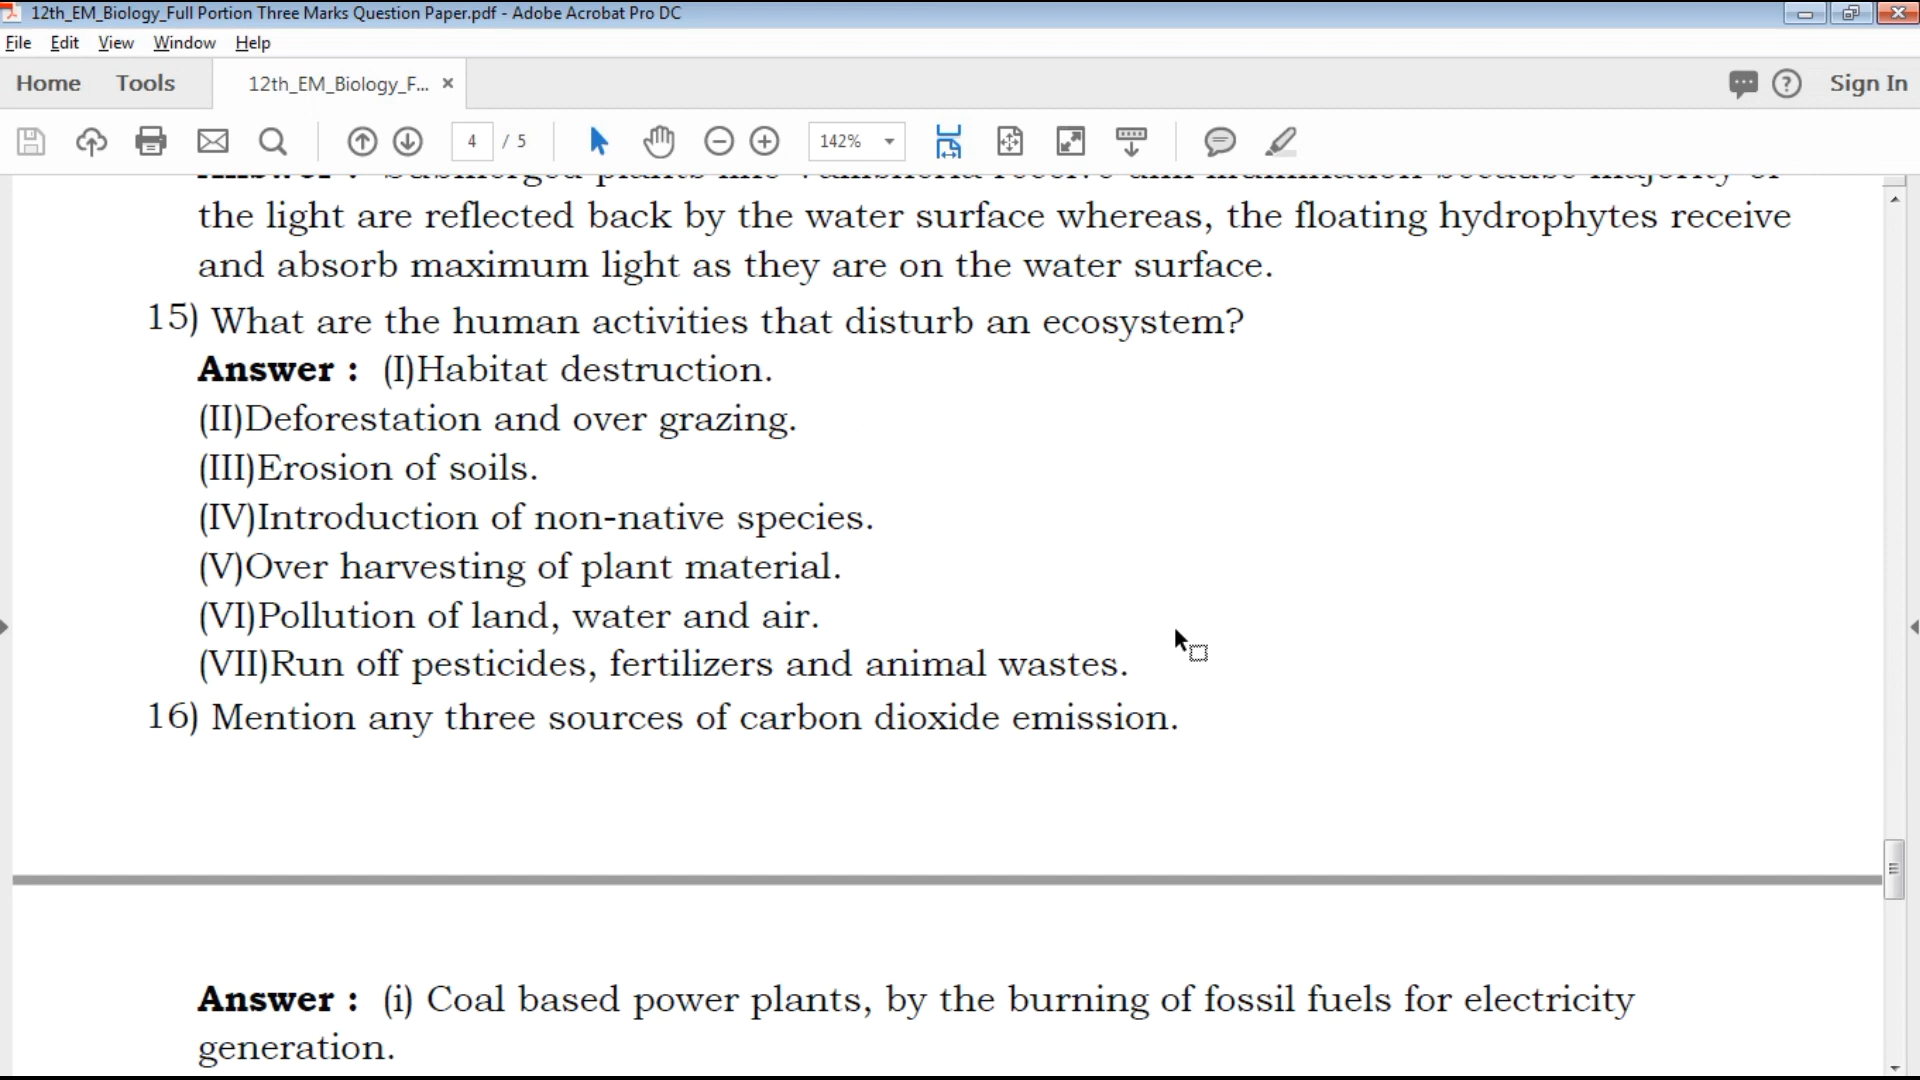 12th_EM_Biology_Full Portion Three Marks Question Paper.pdf - Adobe Acrobat Pro DC
File Edit View Window Help
Home Tools 12th_EM_Biology_F... × Sign In
4 / 5 142%
the light are reflected back by the water surface whereas, the floating hydrophytes receive
and absorb maximum light as they are on the water surface.
15) What are the human activities that disturb an ecosystem?
Answer : (I)Habitat destruction.
(II)Deforestation and over grazing.
(III)Erosion of soils.
(IV)Introduction of non-native species.
(V)Over harvesting of plant material.
(VI)Pollution of land, water and air.
(VII)Run off pesticides, fertilizers and animal wastes.
16) Mention any three sources of carbon dioxide emission.
Answer : (i) Coal based power plants, by the burning of fossil fuels for electricity
generation.